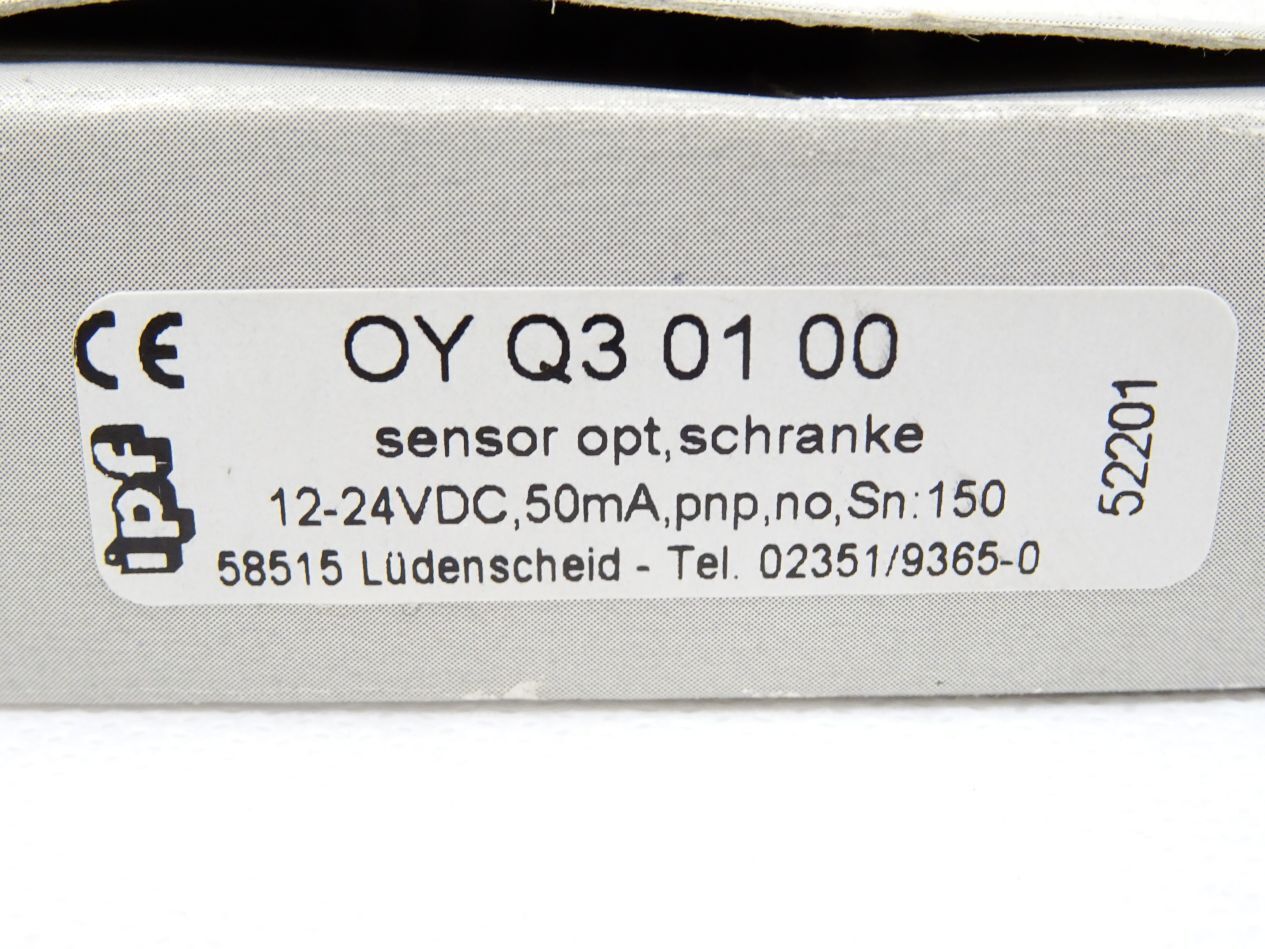 CE
OY Q3 01 00
sensor opt,schranke
12-24VDC,50mA,pnp,no,Sn:150
58515 Lüdenscheid - Tel. 02351/9365-0
ipf
52201